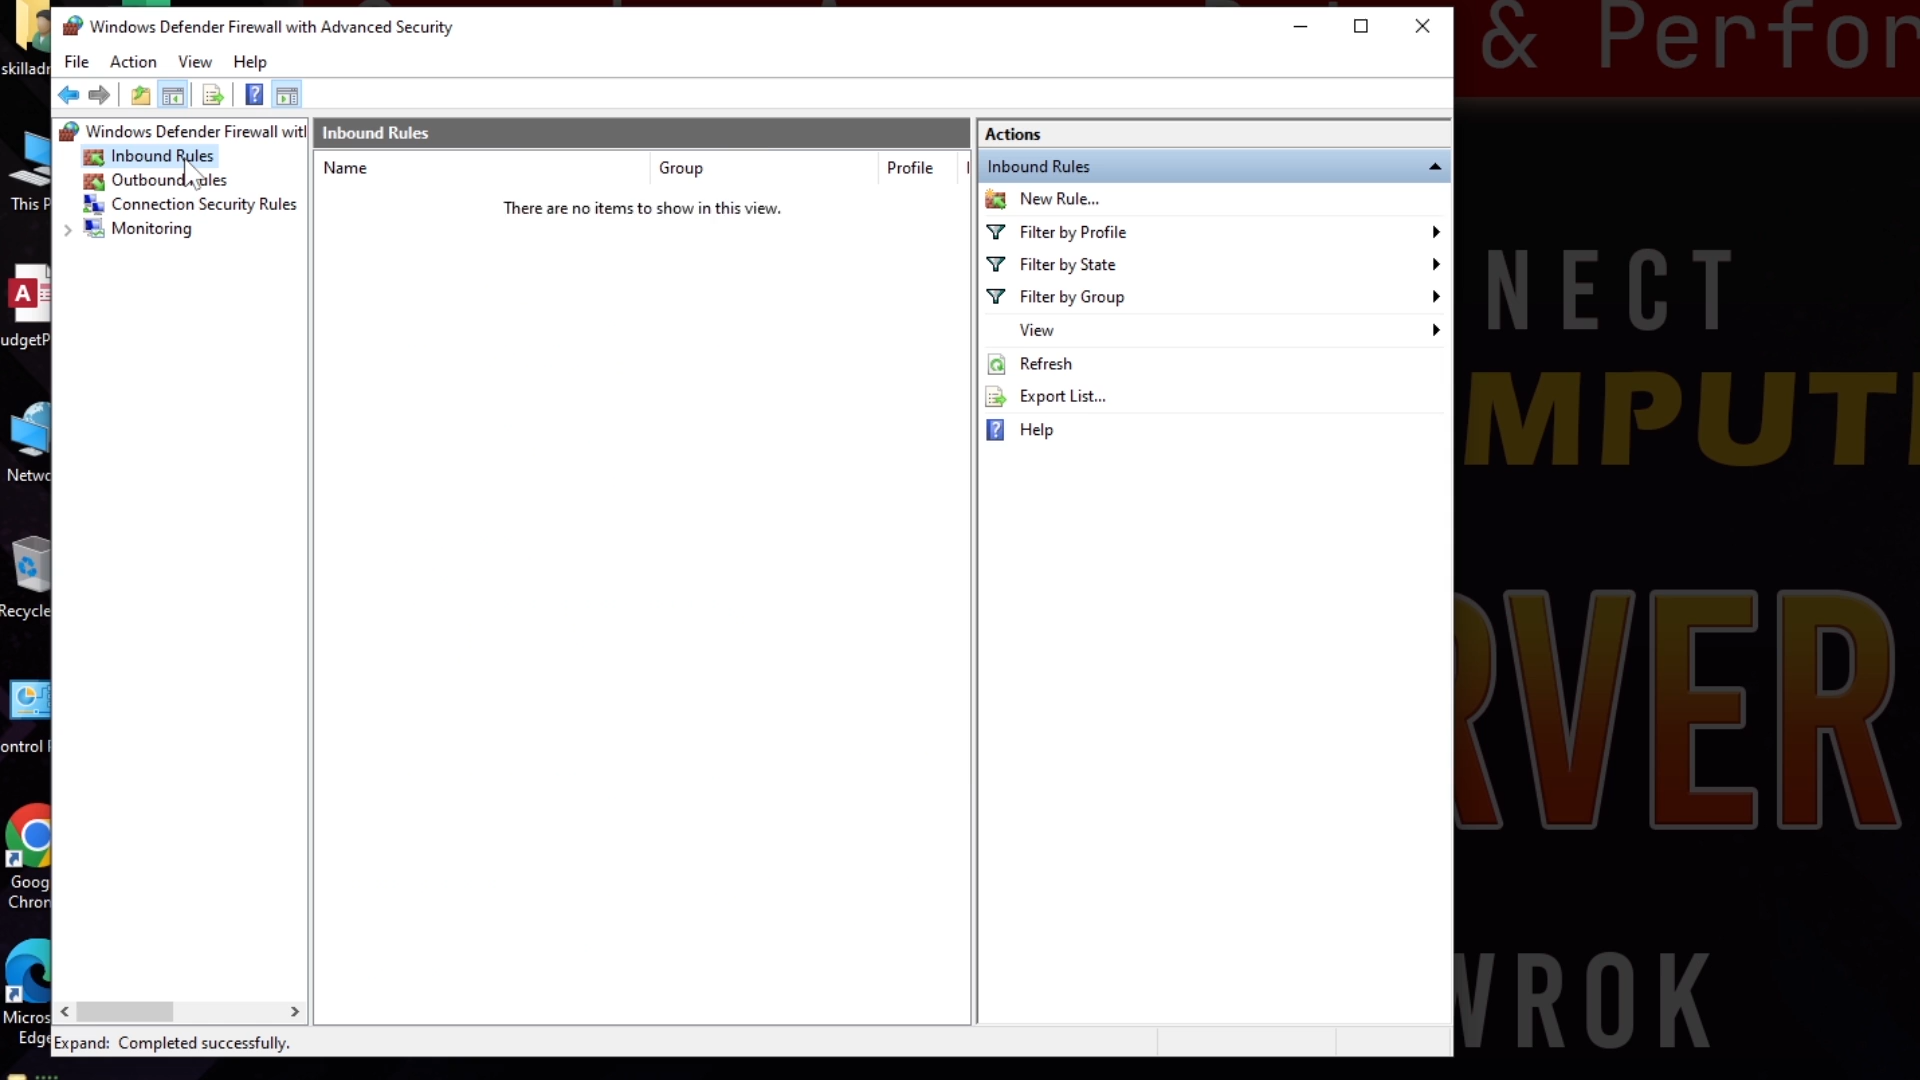 Windows Defender Firewall with Advanced Security
File Action View Help
Windows Defender Firewall with
Inbound Rules
Outbound Rules
Connection Security Rules
Monitoring
Inbound Rules
Name Group Profile
There are no items to show in this view.
Actions
Inbound Rules
New Rule...
Filter by Profile
Filter by State
Filter by Group
View
Refresh
Export List...
Help
Expand: Completed successfully.
skilladr
This P
udgetP
Netwo
Recycle
ontrol
Goog
Chron
Micros
Edge
& Perfor
NECT
MPUT
RVER
WROK